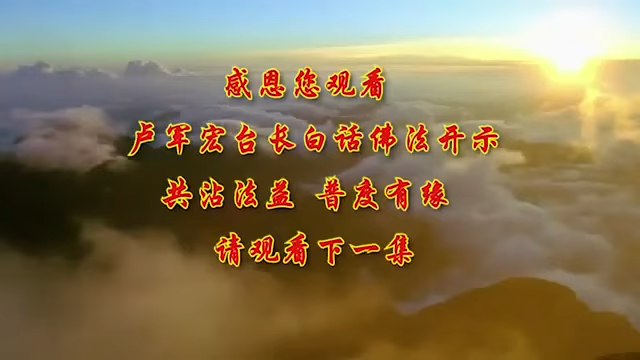 感恩您观看
卢军宏台长白话佛法开示
共沾法益 普度有缘
请观看下一集